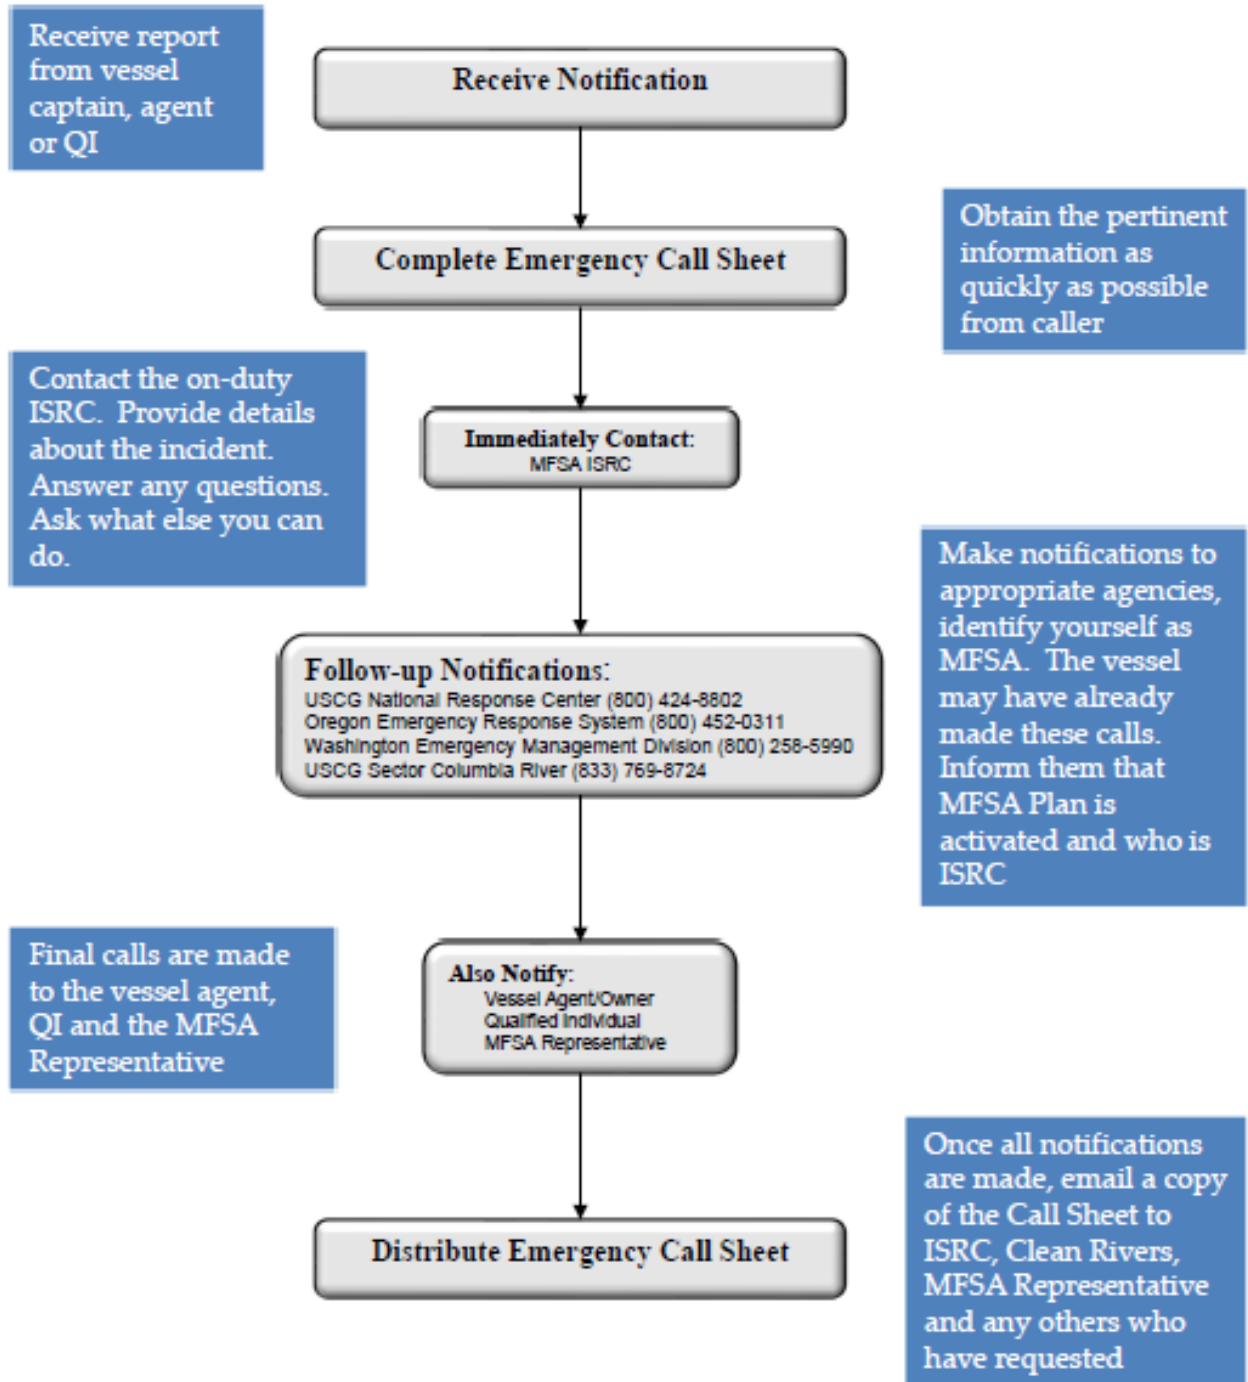 Receive report
from vessel
captain, agent
or QI
Receive Notification
Complete Emergency Call Sheet
Obtain the pertinent
information as
quickly as possible
from caller
Contact the on-duty
ISRC.  Provide details
about the incident.
Answer any questions.
Ask what else you can
do.
Immediately Contact:
MFSA ISRC
Follow-up Notifications:
USCG National Response Center (800) 424-8802
Oregon Emergency Response System (800) 452-0311
Washington Emergency Management Division (800) 258-5990
USCG Sector Columbia River (833) 769-8724
Make notifications to
appropriate agencies,
identify yourself as
MFSA.  The vessel
may have already
made these calls.
Inform them that
MFSA Plan is
activated and who is
ISRC
Final calls are made
to the vessel agent,
QI and the MFSA
Representative
Also Notify:
Vessel Agent/Owner
Qualified Individual
MFSA Representative
Distribute Emergency Call Sheet
Once all notifications
are made, email a copy
of the Call Sheet to
ISRC, Clean Rivers,
MFSA Representative
and any others who
have requested